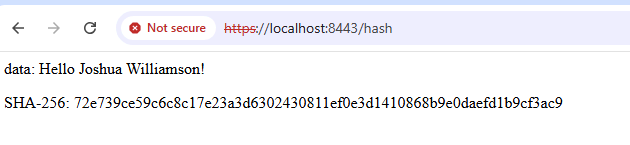 Not secure https://localhost:8443/hash
data: Hello Joshua Williamson!
SHA-256: 72e739ce59c6c8c17e23a3d6302430811ef0e3d1410868b9e0daefd1b9cf3ac9